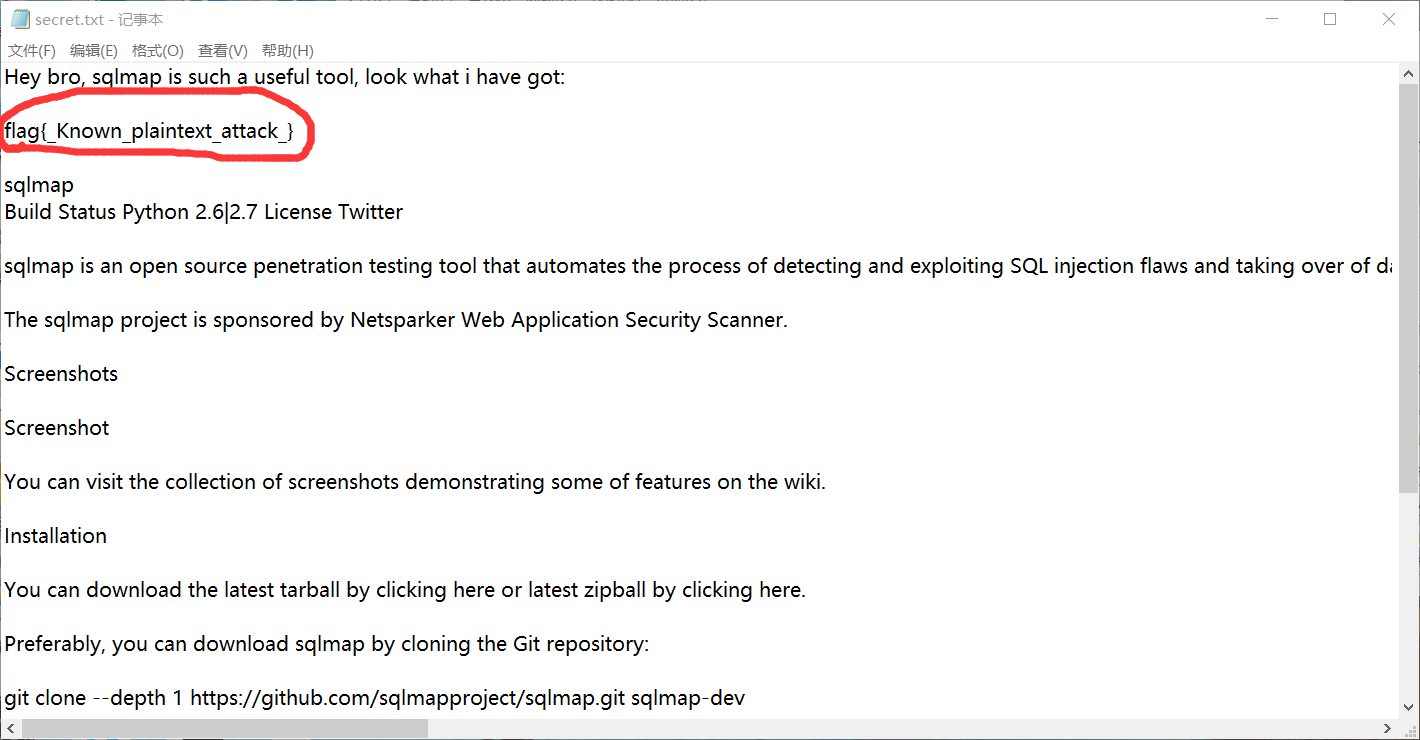 secret.txt - 记事本
文件(F) 编辑(E) 格式(O) 查看(V) 帮助(H)
Hey bro, sqlmap is such a useful tool, look what i have got:
flag{_Known_plaintext_attack_}
sqlmap
Build Status Python 2.6|2.7 License Twitter
sqlmap is an open source penetration testing tool that automates the process of detecting and exploiting SQL injection flaws and taking over of
The sqlmap project is sponsored by Netsparker Web Application Security Scanner.
Screenshots
Screenshot
You can visit the collection of screenshots demonstrating some of features on the wiki.
Installation
You can download the latest tarball by clicking here or latest zipball by clicking here.
Preferably, you can download sqlmap by cloning the Git repository:
git clone --depth 1 https://github.com/sqlmapproject/sqlmap.git sqlmap-dev